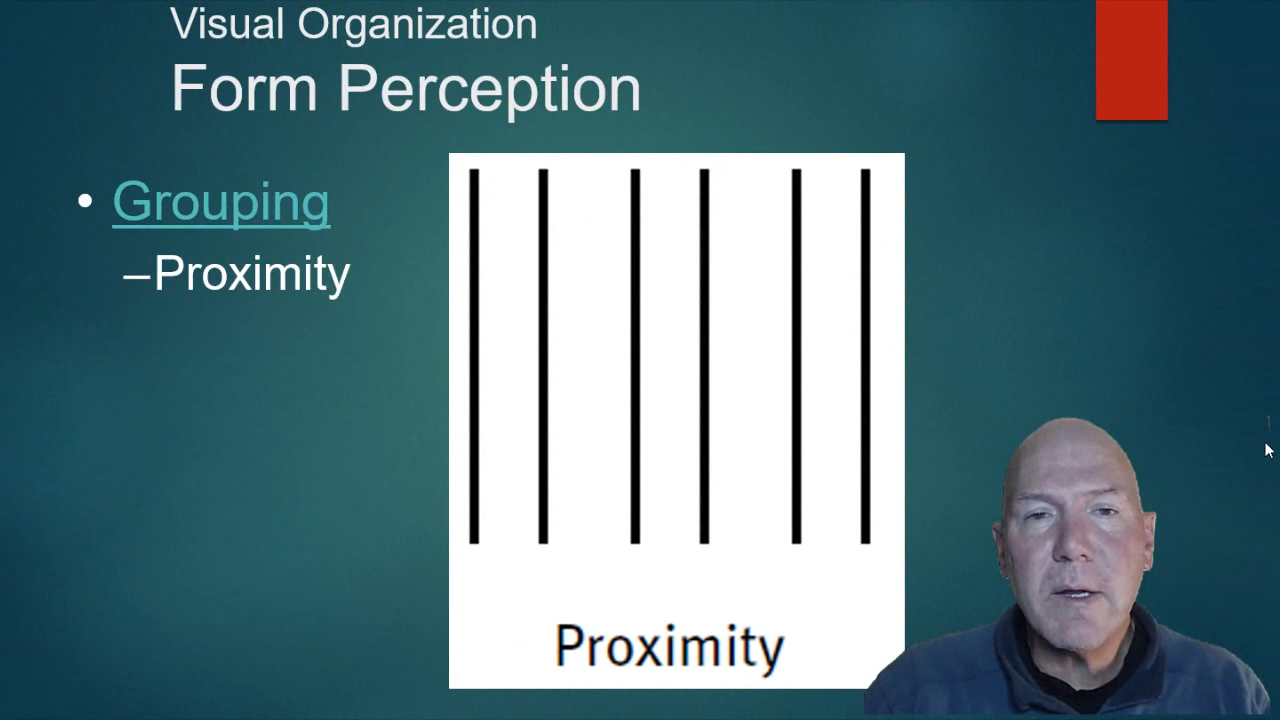 Visual Organization
Form Perception
• Grouping
–Proximity
Proximity